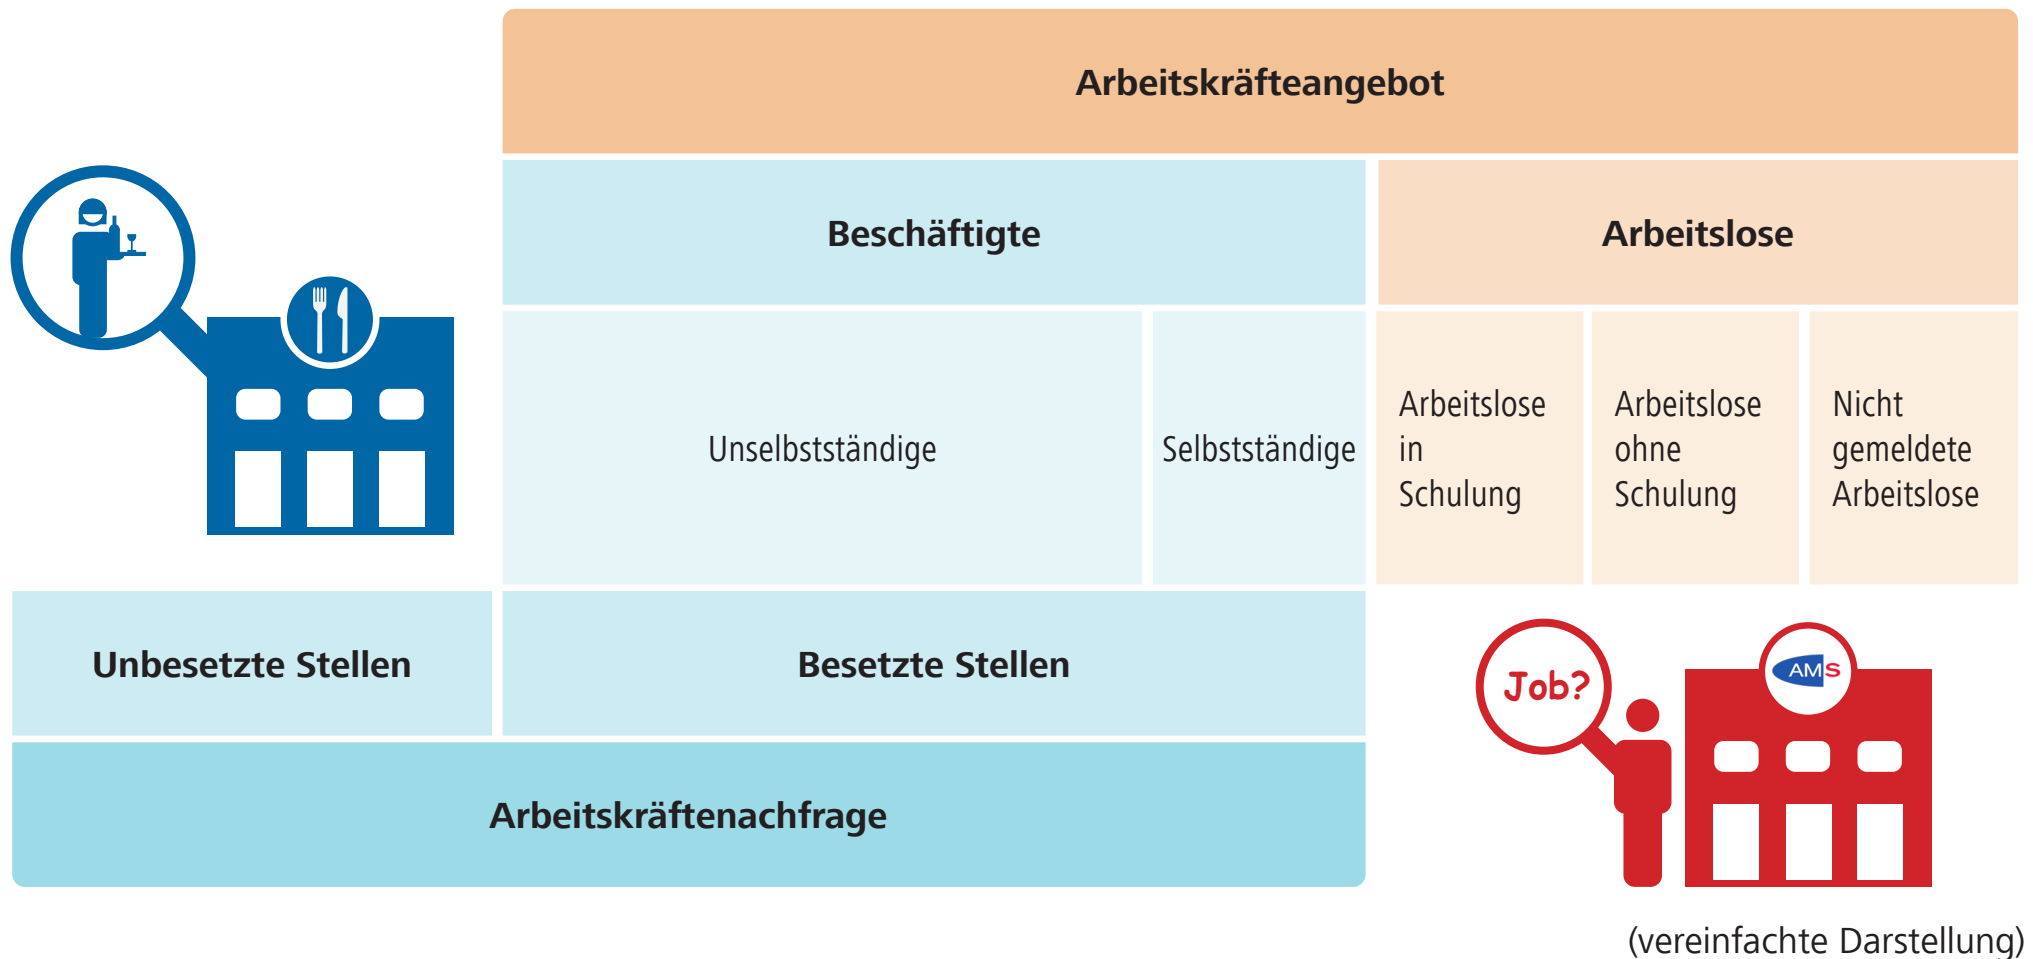 Arbeitskräfteangebot
Beschäftigte
Arbeitslose
Unselbstständige
Selbstständige
Arbeitslose
in
Schulung
Arbeitslose
ohne
Schulung
Nicht
gemeldete
Arbeitslose
Unbesetzte Stellen
Besetzte Stellen
Job?
AMS
Arbeitskräftenachfrage
(vereinfachte Darstellung)